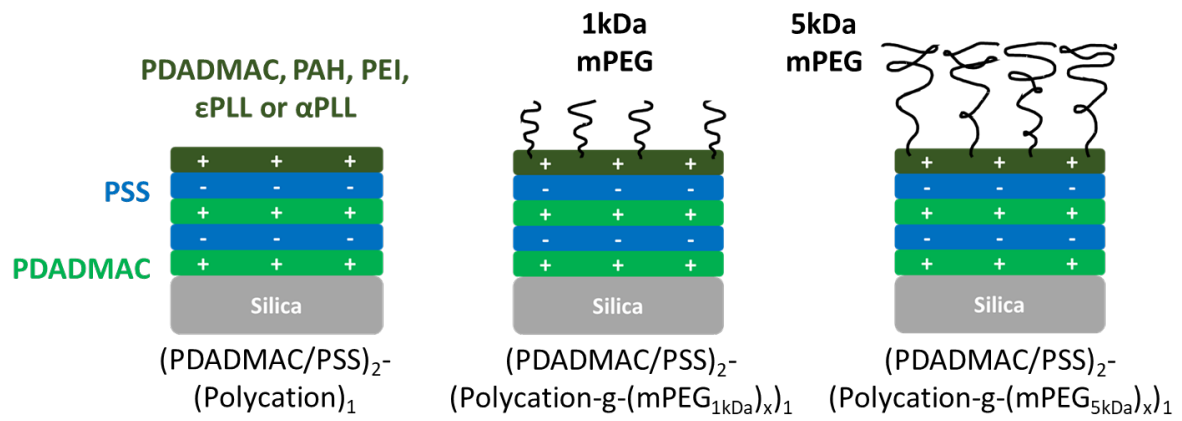 PDADMAC, PAH, PEI,
εPLL or αPLL
+ + +
PSS - - -
+ + +
- - -
PDADMAC + + +
Silica
(PDADMAC/PSS)₂-
(Polycation)₁
1kDa
mPEG
+ + +
- - -
+ + +
- - -
+ + +
Silica
(PDADMAC/PSS)₂-
(Polycation-g-(mPEG₁ₖDₐ)ₓ)₁
5kDa
mPEG
+ + +
- - -
+ + +
- - -
+ + +
Silica
(PDADMAC/PSS)₂-
(Polycation-g-(mPEG₅ₖDₐ)ₓ)₁